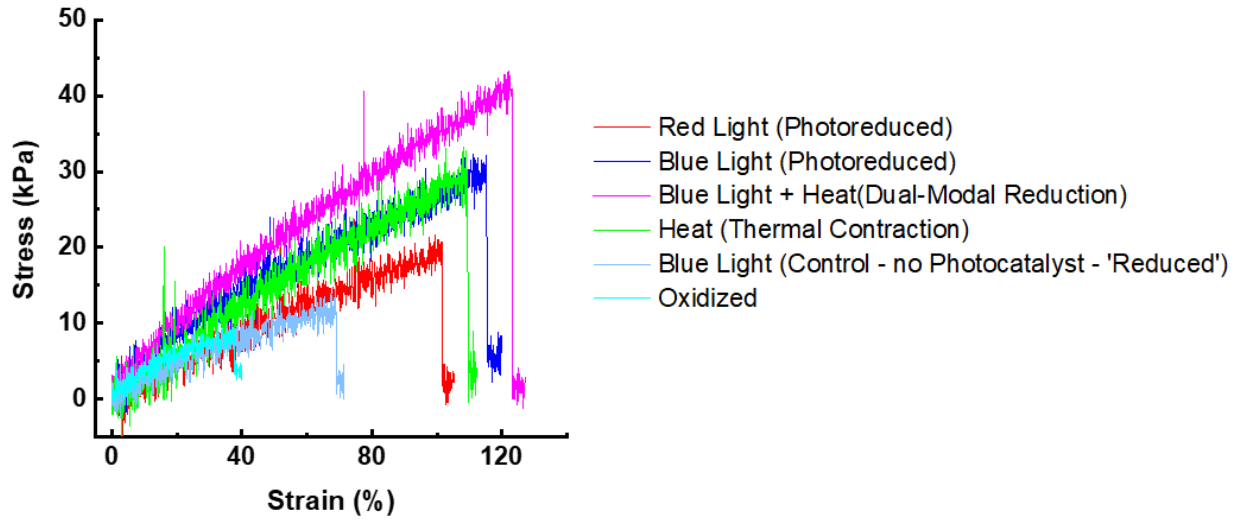 50
40
30
20
10
0
Stress (kPa)
0
40
80
120
Strain (%)
Red Light (Photoreduced)
Blue Light (Photoreduced)
Blue Light + Heat(Dual-Modal Reduction)
Heat (Thermal Contraction)
Blue Light (Control - no Photocatalyst - 'Reduced')
Oxidized